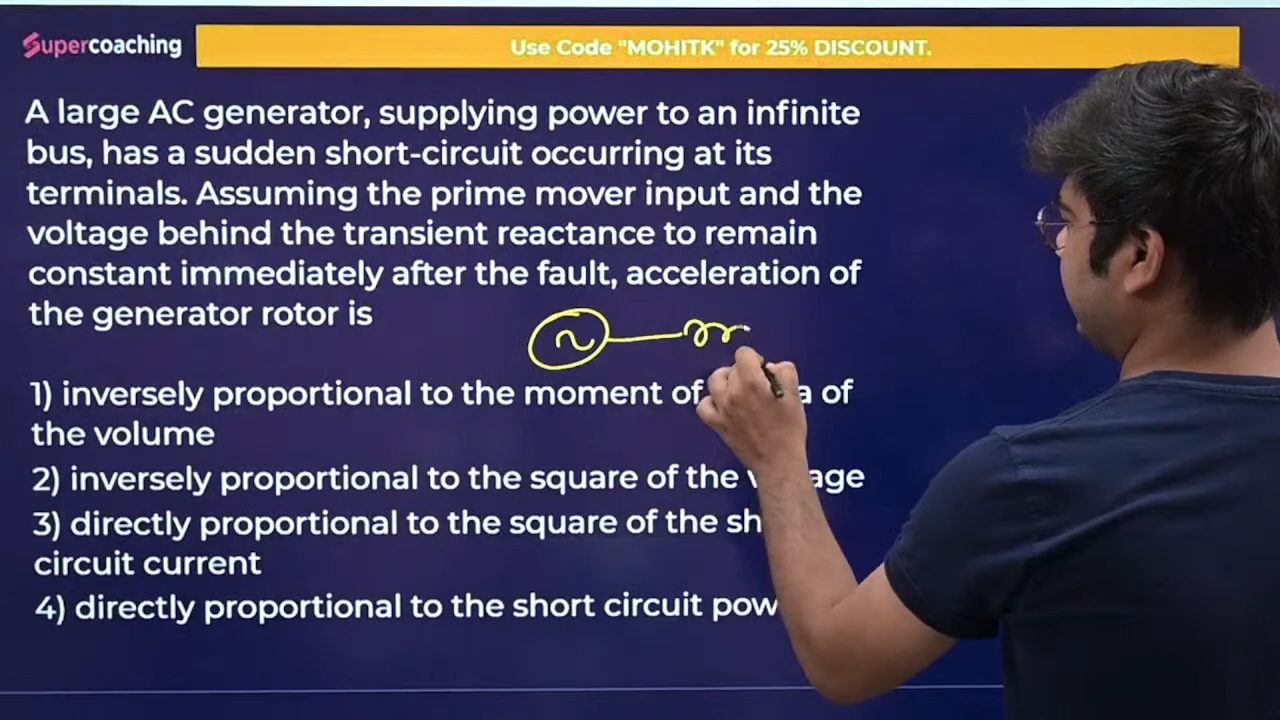 Supercoaching
Use Code "MOHITK" for 25% DISCOUNT.
A large AC generator, supplying power to an infinite
bus, has a sudden short-circuit occurring at its
terminals. Assuming the prime mover input and the
voltage behind the transient reactance to remain
constant immediately after the fault, acceleration of
the generator rotor is
1) inversely proportional to the moment of of
the volume
2) inversely proportional to the square of the
3) directly proportional to the square of the
circuit current
4) directly proportional to the short circuit